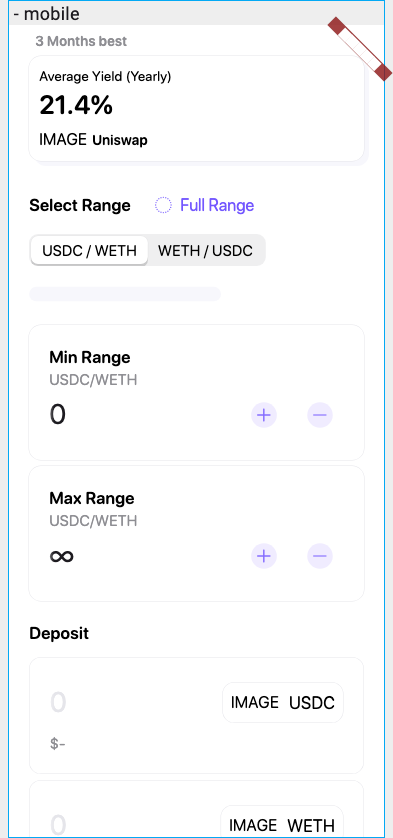 - mobile
3 Months best
Average Yield (Yearly)
21.4%
IMAGE Uniswap
Select Range Full Range
USDC / WETH WETH / USDC
Min Range
USDC/WETH
0
Max Range
USDC/WETH
∞
Deposit
0 IMAGE USDC
$-
0 IMAGE WETH